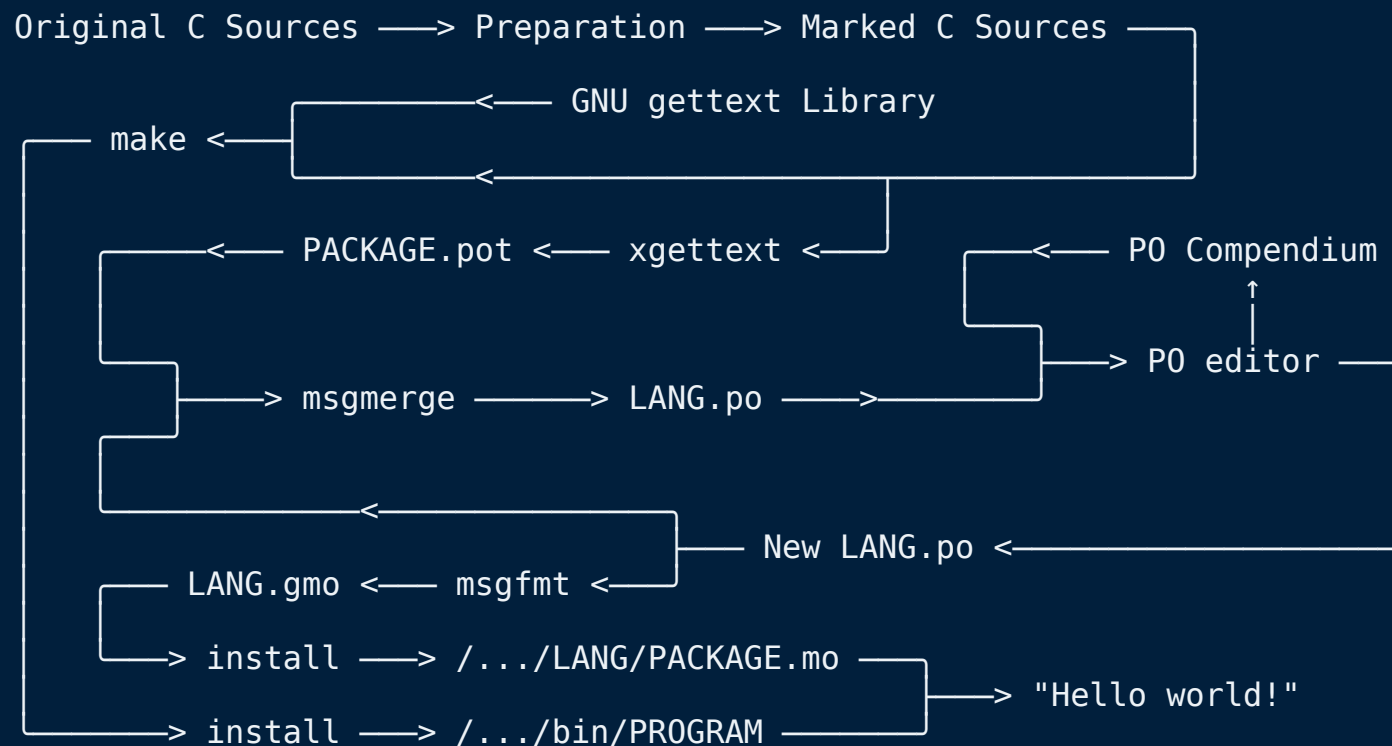 Original C Sources ───> Preparation ───> Marked C Sources ───╮
╭─────────<─── GNU gettext Library
╭─── make <───┤
╰─────────<────────────────────┬───────────────╯
╭─────<─── PACKAGE.pot <─── xgettext <───╯ ╭───<─── PO Compendium
↑
╰───╮ ├───> PO editor ───
├────> msgmerge ──────> LANG.po ────>────────╯
╭───╯
╰─────────────<───────────────╮
├─── New LANG.po <────────────────────
╭─── LANG.gmo <─── msgfmt <───╯
╰───> install ───> /.../LANG/PACKAGE.mo ───╮
├───> "Hello world!"
╰───────> install ───> /.../bin/PROGRAM ───────╯